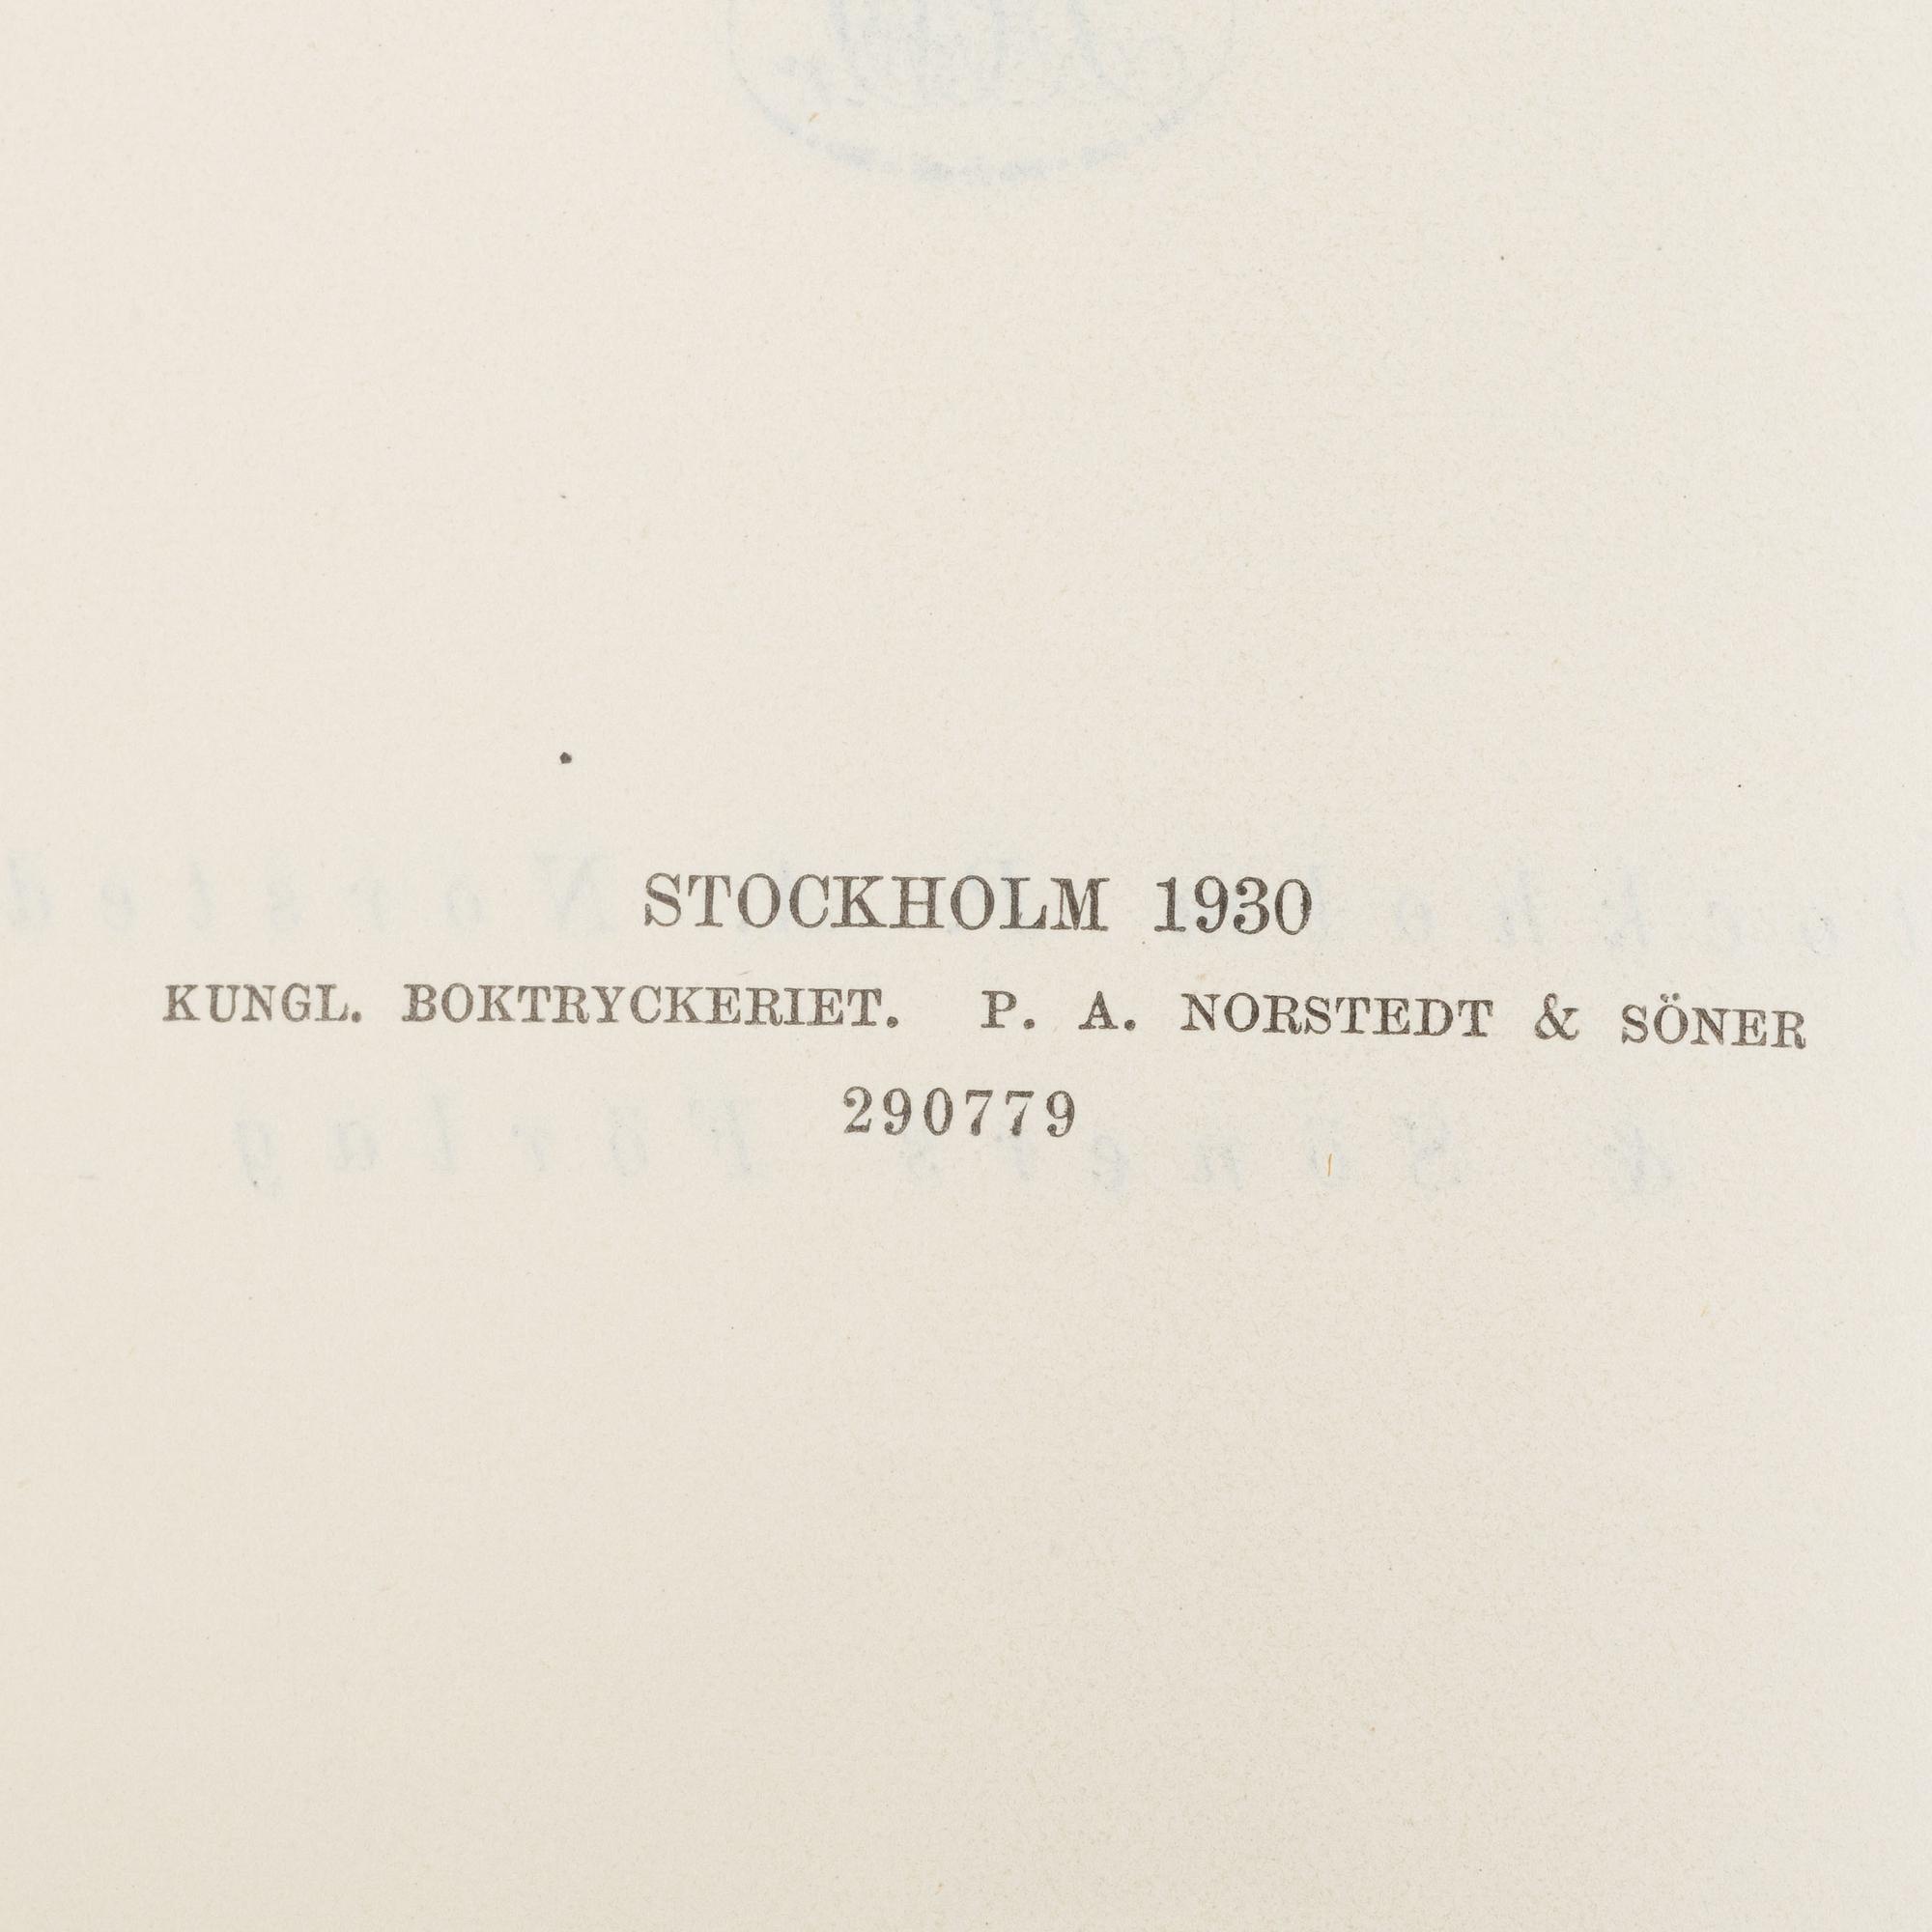 STOCKHOLM 1930
KUNGL. BOKTRYCKERIET. P. A. NORSTEDT & SÖNER
290779